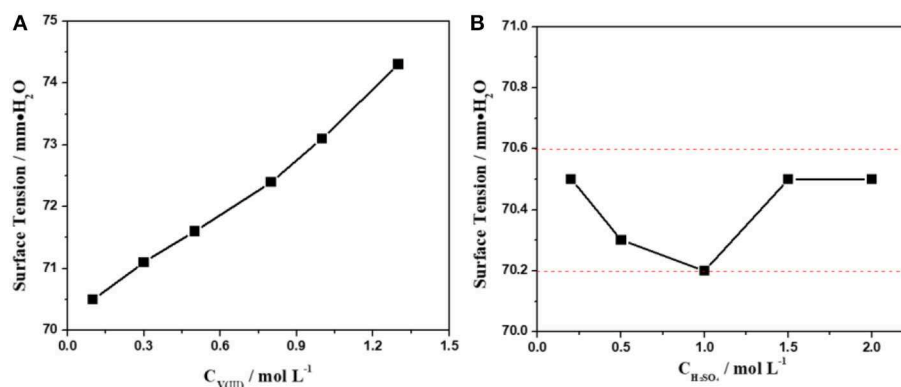 A
Surface Tension / mm•H₂O
75
74
73
72
71
70
0.0 0.3 0.6 0.9 1.2 1.5
C_V(III) / mol L⁻¹
B
Surface Tension / mm•H₂O
71.0
70.8
70.6
70.4
70.2
70.0
0.0 0.5 1.0 1.5 2.0
C_H₂SO₄ / mol L⁻¹